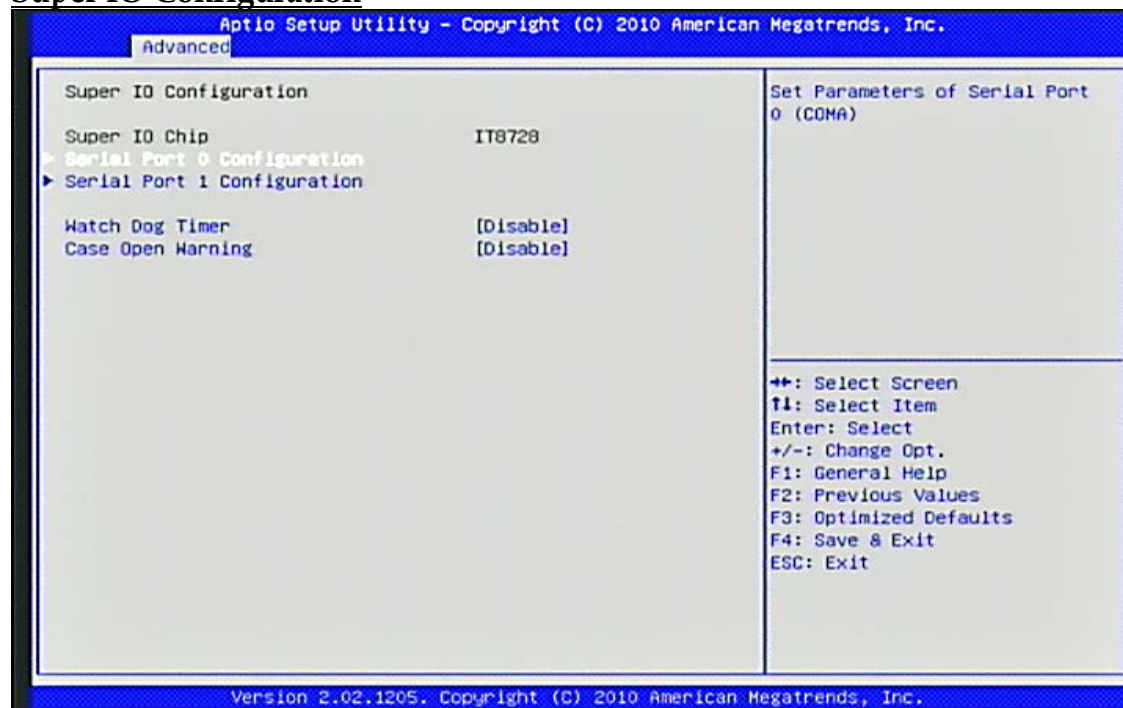 Super IO Configuration
Aptio Setup Utility – Copyright (C) 2010 American Megatrends, Inc.
Advanced
Super IO Configuration
Super IO Chip IT8728
► Serial Port 0 Configuration
► Serial Port 1 Configuration
Watch Dog Timer [Disable]
Case Open Warning [Disable]
Set Parameters of Serial Port
0 (COMA)
→←: Select Screen
↑↓: Select Item
Enter: Select
+/-: Change Opt.
F1: General Help
F2: Previous Values
F3: Optimized Defaults
F4: Save & Exit
ESC: Exit
Version 2.02.1205. Copyright (C) 2010 American Megatrends, Inc.